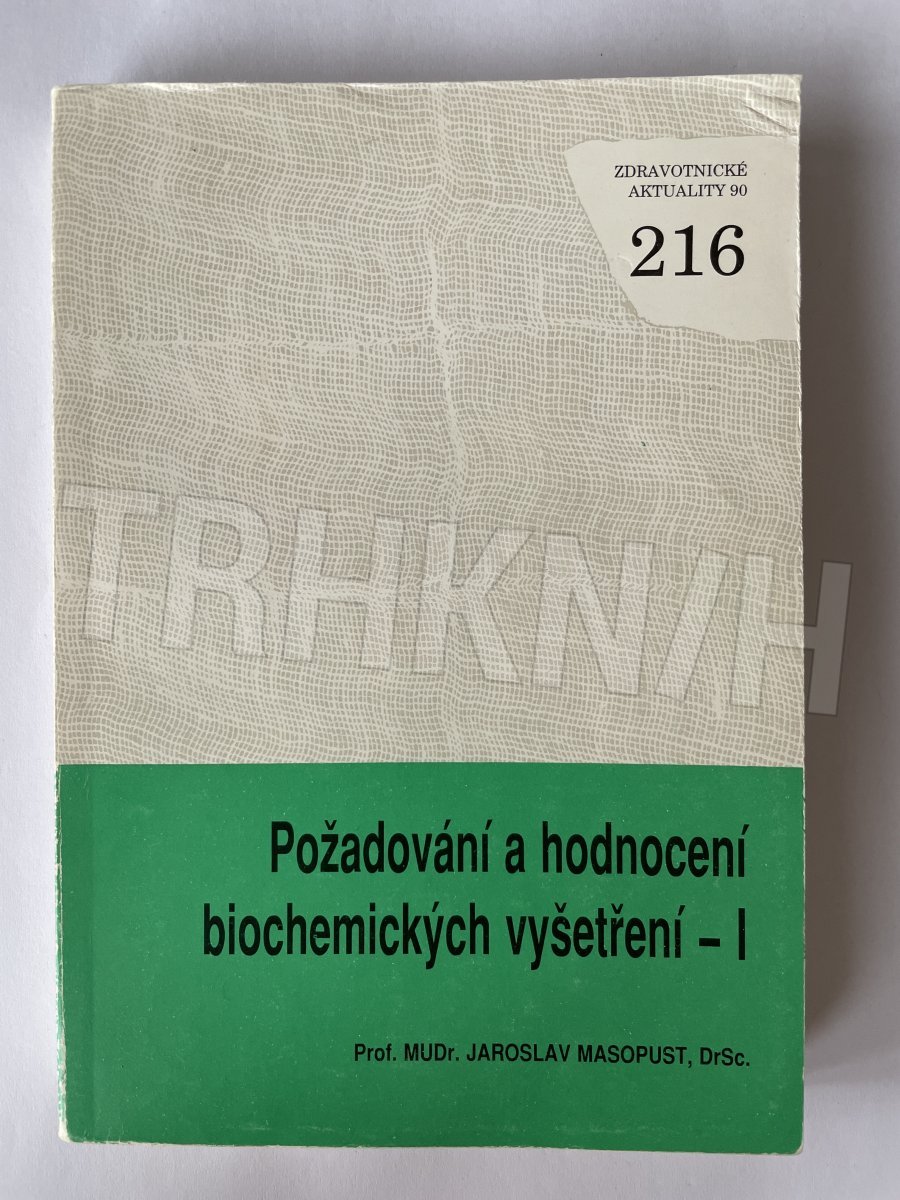 ZDRAVOTNICKÉ
AKTUALITY 90
216
TRHKNIH
Požadování a hodnocení
biochemických vyšetření – I
Prof. MUDr. JAROSLAV MASOPUST, DrSc.